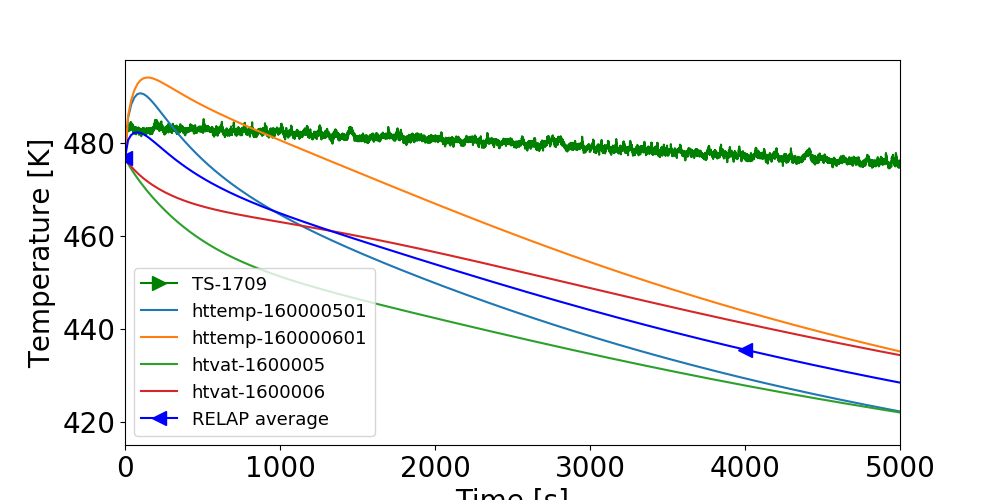 Temperature [K]
480
460
440
420
TS-1709
httemp-160000501
httemp-160000601
htvat-1600005
htvat-1600006
RELAP average
0 1000 2000 3000 4000 5000
Time [s]